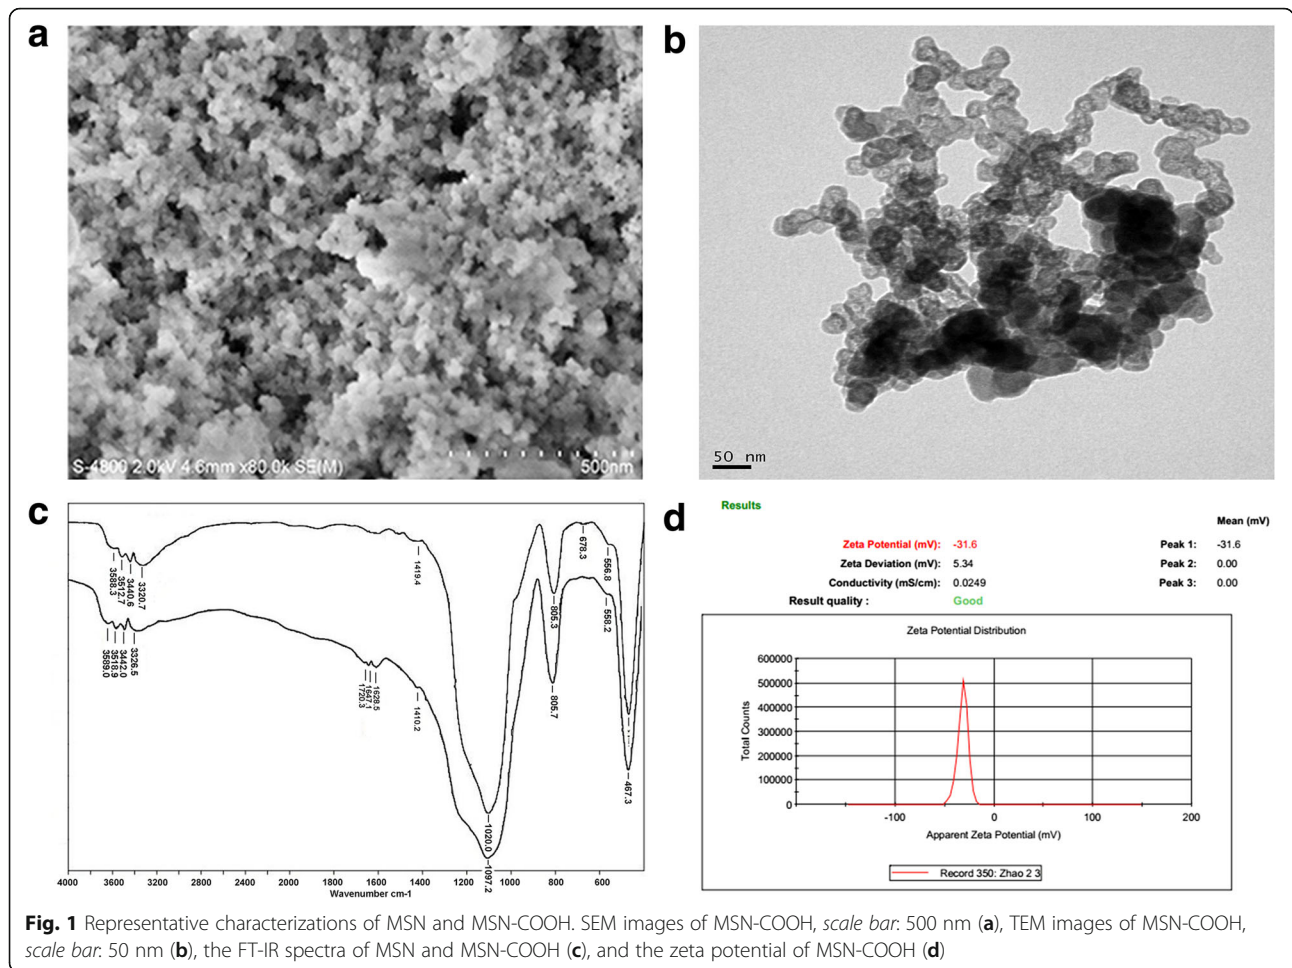 a
b
S-4800 2.0kV 4.6mm x80.0k SE(M)
500nm
50 nm
c
3588.3
3512.7
3440.6
3320.7
1419.4
805.3
678.3
556.8
3589.0
3518.9
3442.0
3326.5
1720.3
1647.1
1628.5
1410.2
805.7
558.2
467.3
1020.0
1097.2
4000 3600 3200 2800 2400 2000 1800 1600 1400 1200 1000 800 600
Wavenumber cm-1
d
Results
Mean (mV)
Zeta Potential (mV): -31.6 Peak 1: -31.6
Zeta Deviation (mV): 5.34 Peak 2: 0.00
Conductivity (mS/cm): 0.0249 Peak 3: 0.00
Result quality : Good
Zeta Potential Distribution
600000
500000
400000
300000
200000
100000
0
Total Counts
-100 0 100 200
Apparent Zeta Potential (mV)
Record 350: Zhao 2 3
Fig. 1 Representative characterizations of MSN and MSN-COOH. SEM images of MSN-COOH, scale bar: 500 nm (a), TEM images of MSN-COOH,
scale bar: 50 nm (b), the FT-IR spectra of MSN and MSN-COOH (c), and the zeta potential of MSN-COOH (d)